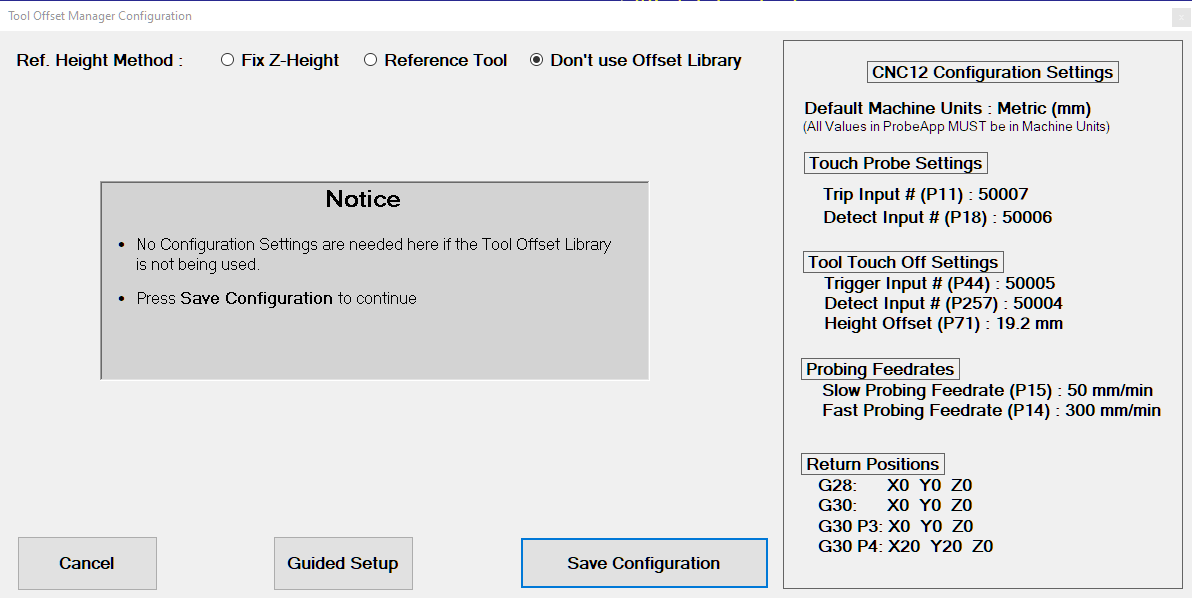 Tool Offset Manager Configuration
x
Ref. Height Method : Fix Z-Height Reference Tool Don't use Offset Library
Notice
• No Configuration Settings are needed here if the Tool Offset Library
is not being used.
• Press Save Configuration to continue
Cancel
Guided Setup
Save Configuration
CNC12 Configuration Settings
Default Machine Units : Metric (mm)
(All Values in ProbeApp MUST be in Machine Units)
Touch Probe Settings
Trip Input # (P11) : 50007
Detect Input # (P18) : 50006
Tool Touch Off Settings
Trigger Input # (P44) : 50005
Detect Input # (P257) : 50004
Height Offset (P71) : 19.2 mm
Probing Feedrates
Slow Probing Feedrate (P15) : 50 mm/min
Fast Probing Feedrate (P14) : 300 mm/min
Return Positions
G28: X0 Y0 Z0
G30: X0 Y0 Z0
G30 P3: X0 Y0 Z0
G30 P4: X20 Y20 Z0